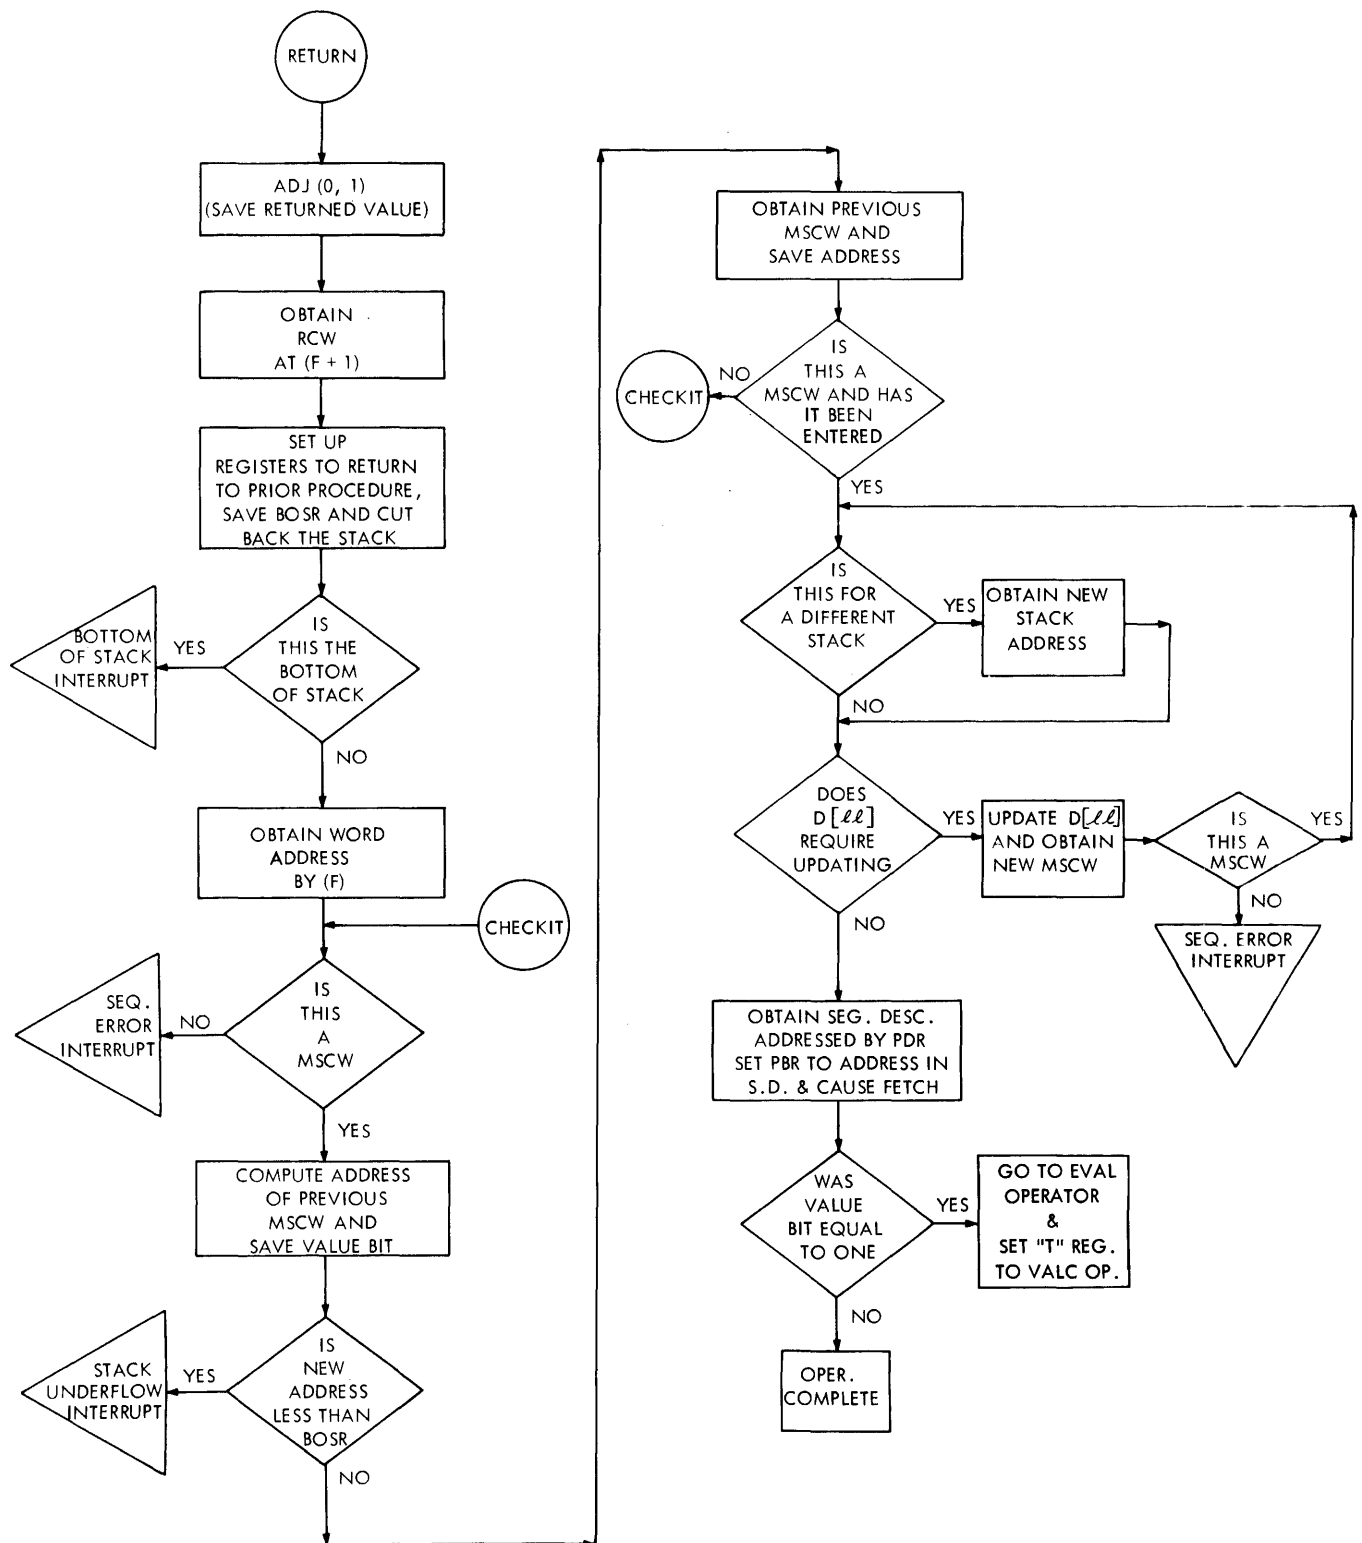 RETURN
ADJ (0, 1)
(SAVE RETURNED VALUE)
OBTAIN
RCW
AT (F + 1)
SET UP
REGISTERS TO RETURN
TO PRIOR PROCEDURE,
SAVE BOSR AND CUT
BACK THE STACK
IS
THIS THE
BOTTOM
OF STACK
YES
BOTTOM
OF STACK
INTERRUPT
NO
OBTAIN WORD
ADDRESS
BY (F)
CHECKIT
IS
THIS
A
MSCW
NO
SEQ.
ERROR
INTERRUPT
YES
COMPUTE ADDRESS
OF PREVIOUS
MSCW AND
SAVE VALUE BIT
IS
NEW
ADDRESS
LESS THAN
BOSR
YES
STACK
UNDERFLOW
INTERRUPT
NO
OBTAIN PREVIOUS
MSCW AND
SAVE ADDRESS
IS
THIS A
MSCW AND HAS
IT BEEN
ENTERED
NO
CHECKIT
YES
IS
THIS FOR
A DIFFERENT
STACK
YES
OBTAIN NEW
STACK
ADDRESS
NO
DOES
D[ℓℓ]
REQUIRE
UPDATING
YES
UPDATE D[ℓℓ]
AND OBTAIN
NEW MSCW
IS
THIS A
MSCW
YES
NO
SEQ. ERROR
INTERRUPT
NO
OBTAIN SEG. DESC.
ADDRESSED BY PDR
SET PBR TO ADDRESS IN
S.D. & CAUSE FETCH
WAS
VALUE
BIT EQUAL
TO ONE
YES
GO TO EVAL
OPERATOR
&
SET "T" REG.
TO VALC OP.
NO
OPER.
COMPLETE